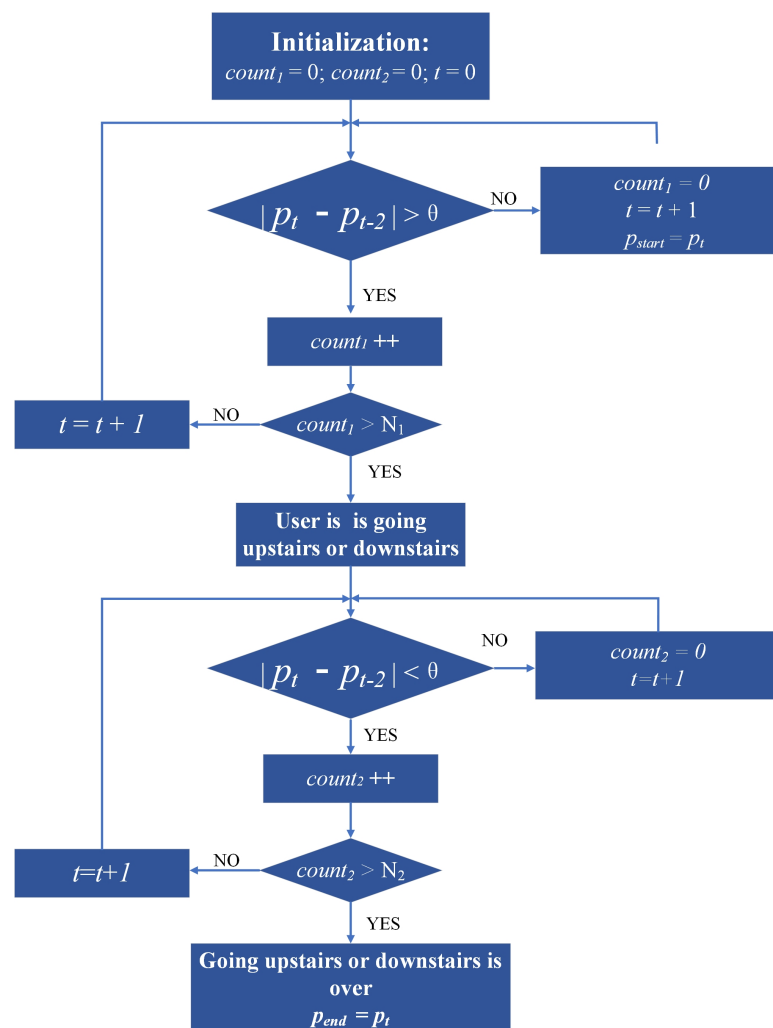 Initialization:
count₁ = 0; count₂ = 0; t = 0
| pₜ - pₜ₋₂ | > θ
NO
count₁ = 0
t = t + 1
p_start = pₜ
YES
count₁ ++
t = t + 1
NO
count₁ > N₁
YES
User is is going
upstairs or downstairs
| pₜ - pₜ₋₂ | < θ
NO
count₂ = 0
t=t+1
YES
count₂ ++
t=t+1
NO
count₂ > N₂
YES
Going upstairs or downstairs is
over
p_end = pₜ